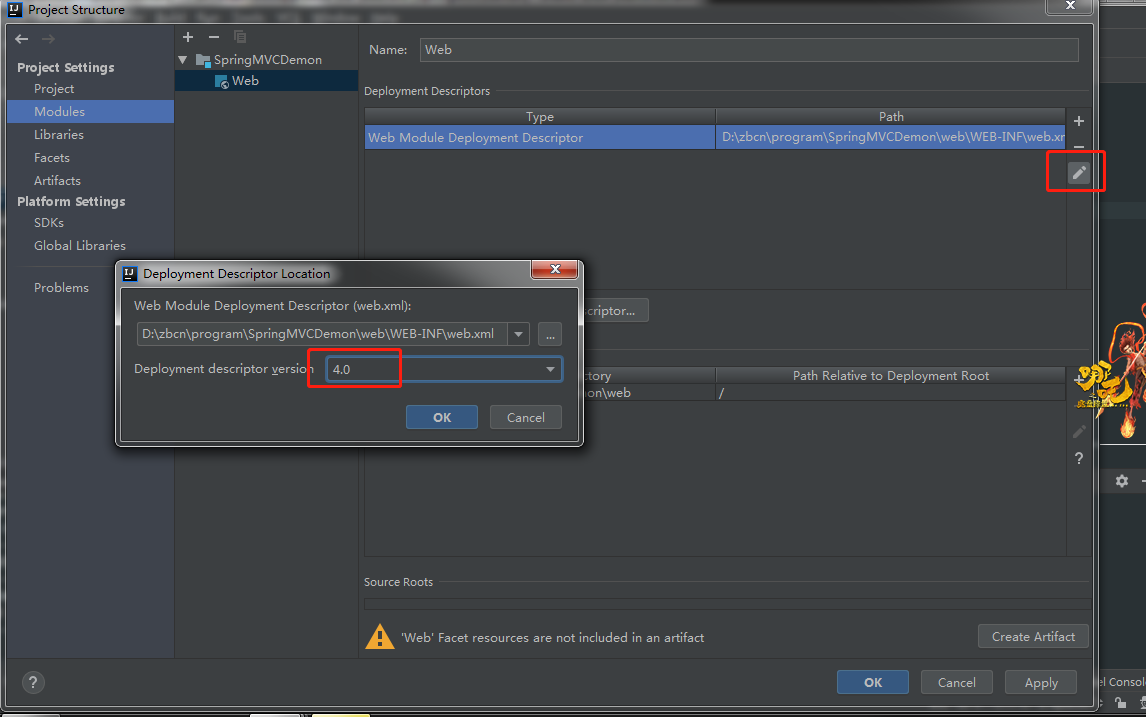 Project Structure
Project Settings
Project
Modules
Libraries
Facets
Artifacts
Platform Settings
SDKs
Global Libraries
Problems
SpringMVCDemon
Web
Name: Web
Deployment Descriptors
Type Path
Web Module Deployment Descriptor D:\zbcn\program\SpringMVCDemon\web\WEB-INF\web.xm
Deployment Descriptor Location
Web Module Deployment Descriptor (web.xml):
D:\zbcn\program\SpringMVCDemon\web\WEB-INF\web.xml
...
Deployment descriptor version 4.0
OK Cancel
criptor...
ctory Path Relative to Deployment Root
on\web /
Source Roots
'Web' Facet resources are not included in an artifact
Create Artifact
?
OK Cancel Apply
el Consol